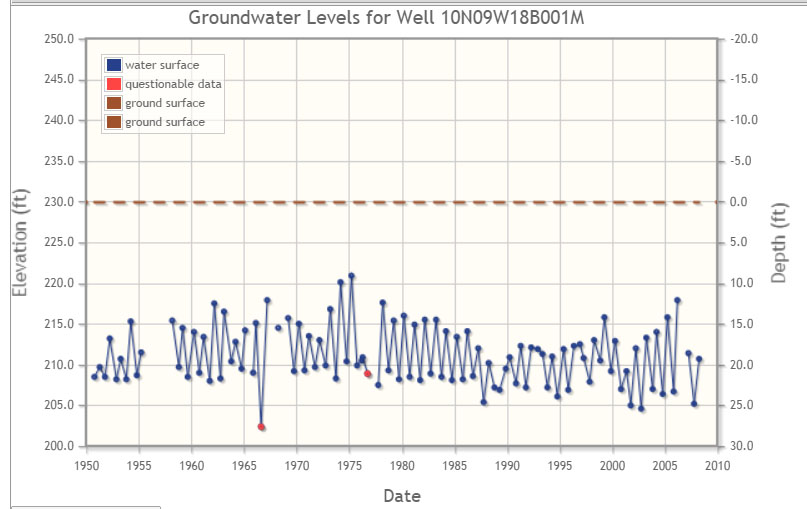 Groundwater Levels for Well 10N09W18B001M
250.0
245.0
240.0
235.0
230.0
225.0
220.0
215.0
210.0
205.0
200.0
Elevation (ft)
water surface
questionable data
ground surface
ground surface
-20.0
-15.0
-10.0
-5.0
0.0
5.0
10.0
15.0
20.0
25.0
30.0
Depth (ft)
1950 1955 1960 1965 1970 1975 1980 1985 1990 1995 2000 2005 2010
Date